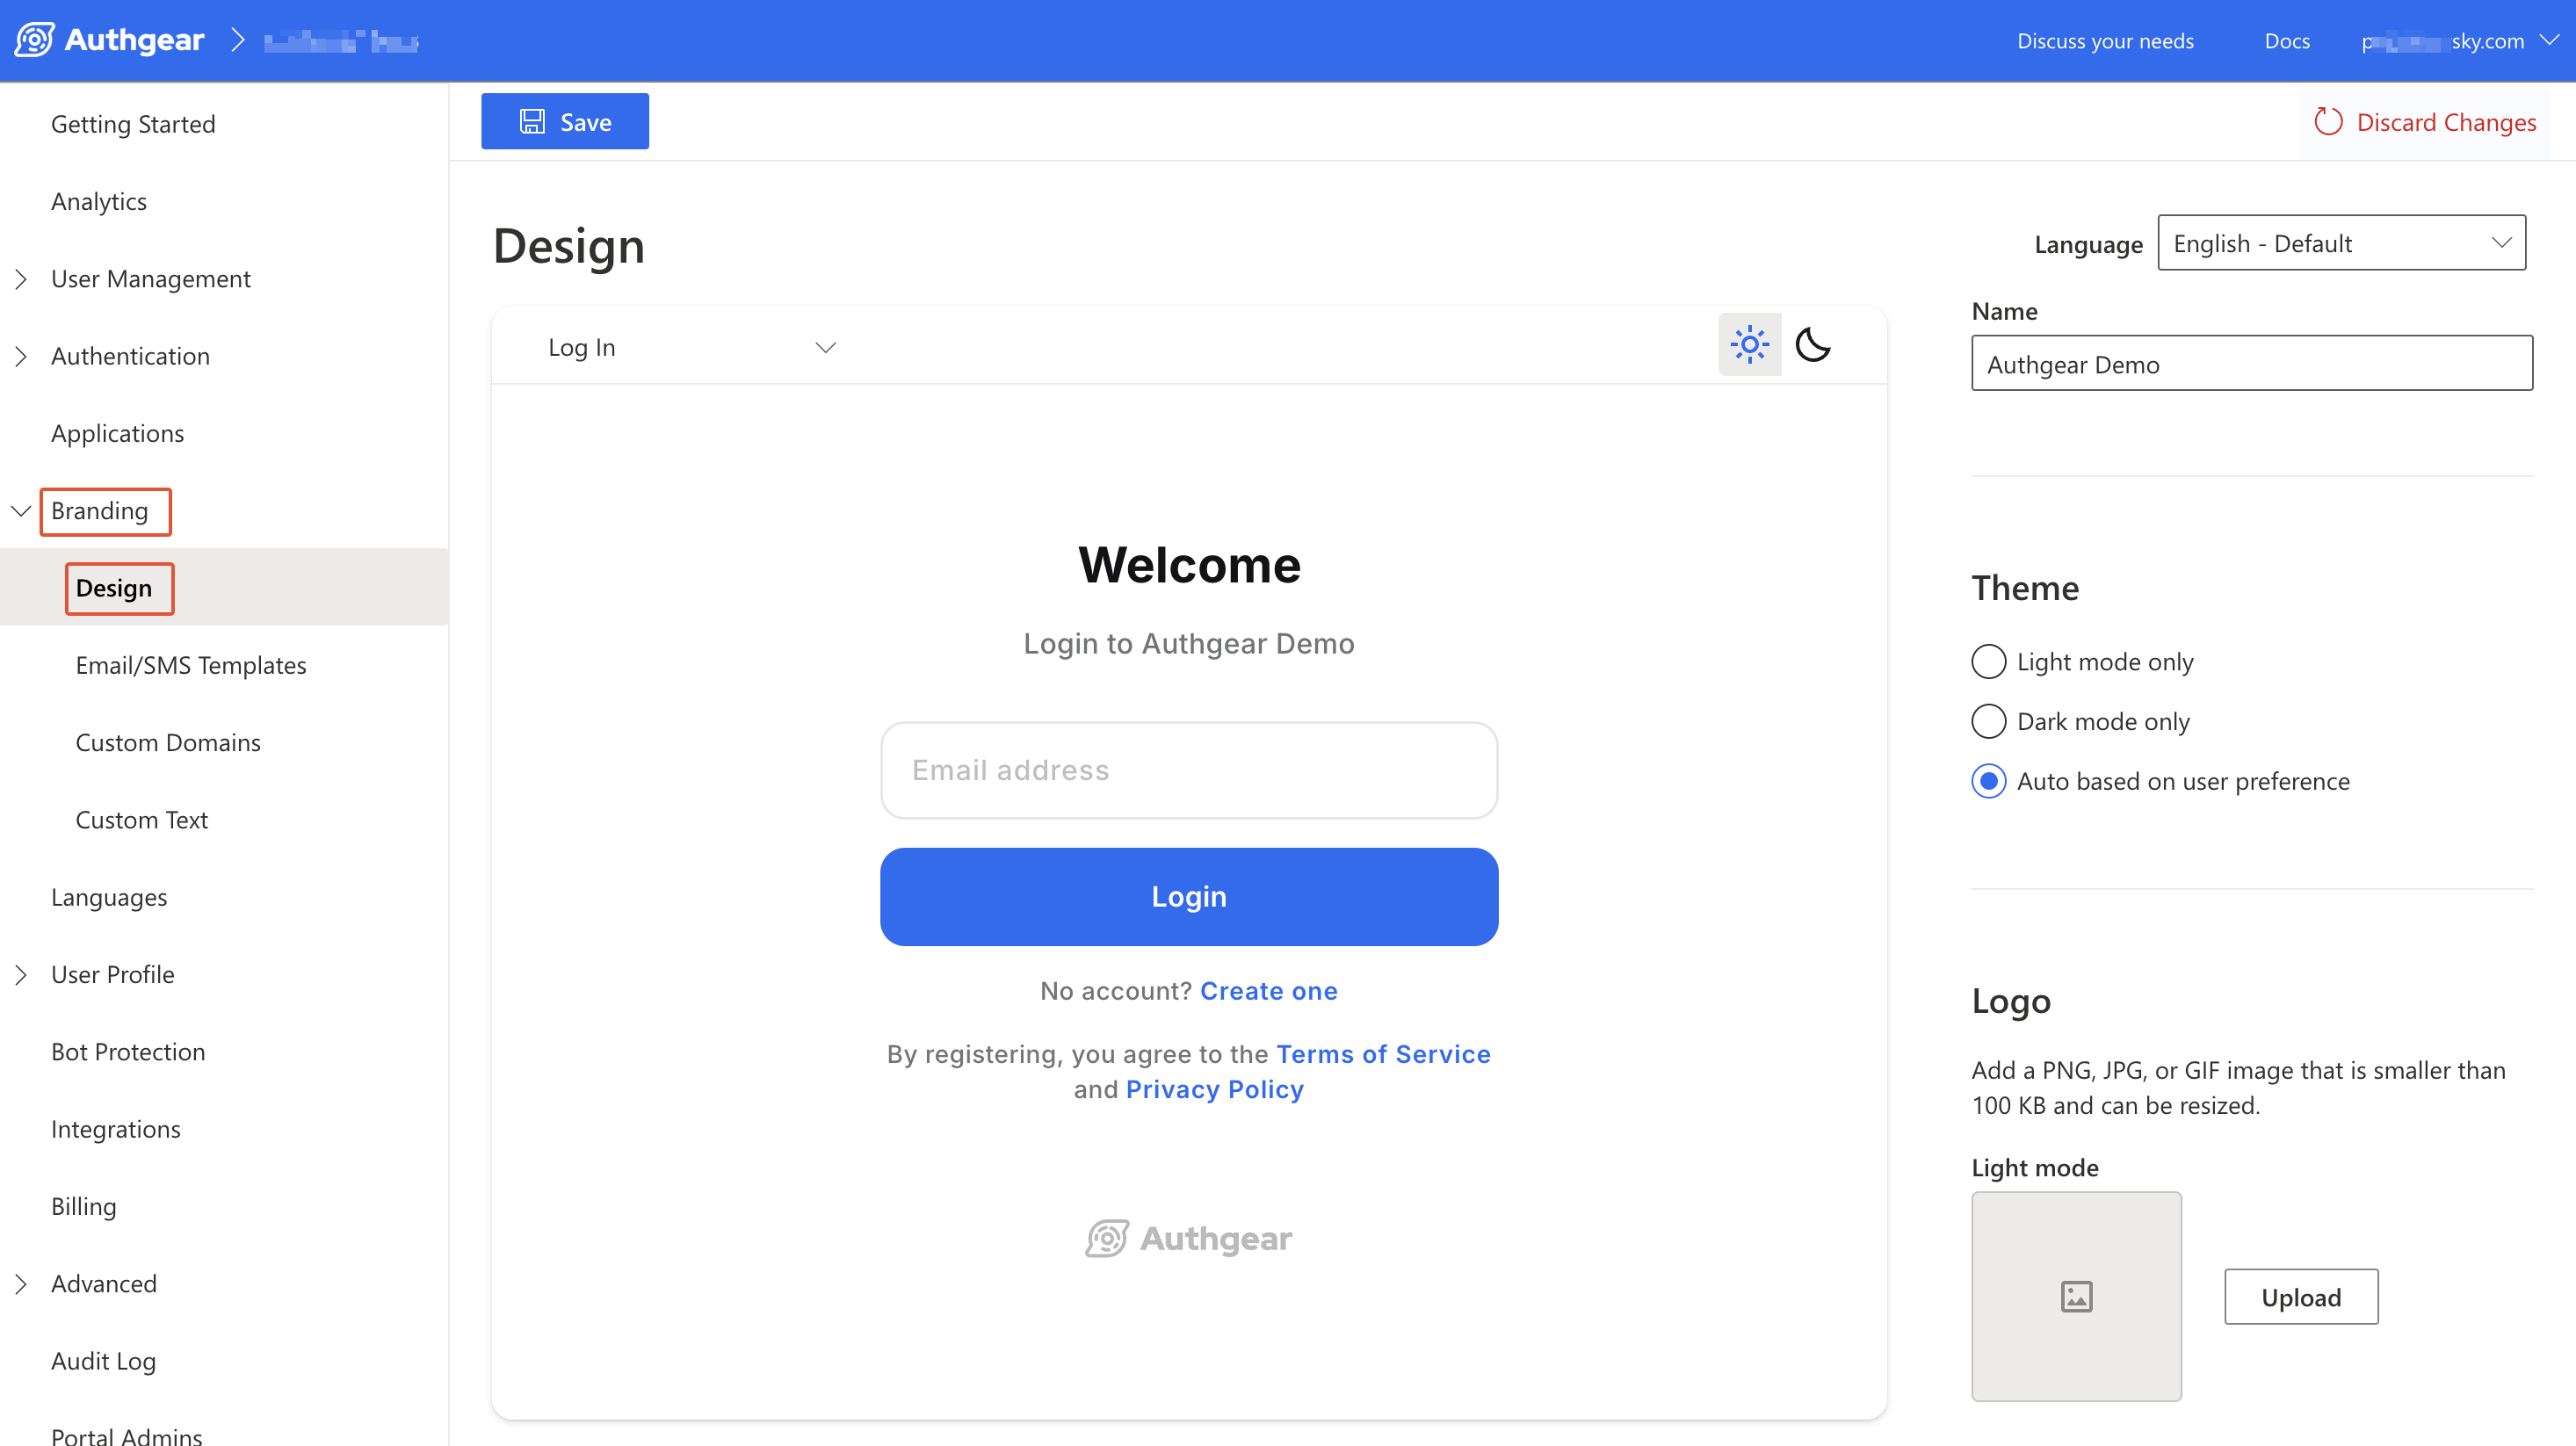 Authgear
Discuss your needs
Docs
sky.com
Getting Started
Analytics
User Management
Authentication
Applications
Branding
Design
Email/SMS Templates
Custom Domains
Custom Text
Languages
User Profile
Bot Protection
Integrations
Billing
Advanced
Audit Log
Portal Admins
Save
Discard Changes
Design
Log In
Welcome
Login to Authgear Demo
Email address
Login
No account? Create one
By registering, you agree to the Terms of Service
and Privacy Policy
Authgear
Language
English - Default
Name
Authgear Demo
Theme
Light mode only
Dark mode only
Auto based on user preference
Logo
Add a PNG, JPG, or GIF image that is smaller than
100 KB and can be resized.
Light mode
Upload